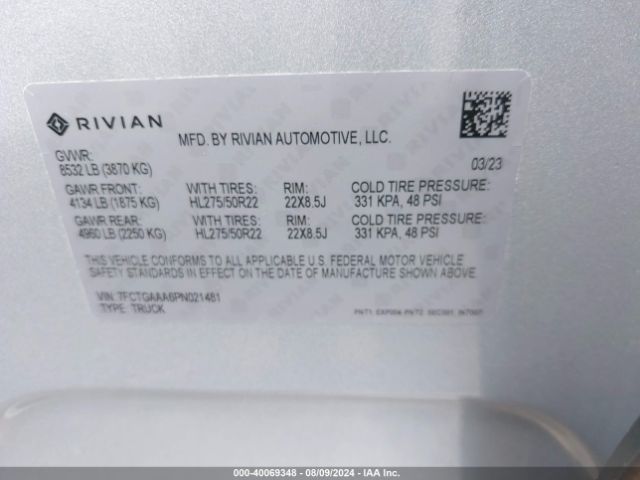 RIVIAN
MFD. BY RIVIAN AUTOMOTIVE, LLC.
GVWR:
8532 LB (3870 KG)
03/23
GAWR FRONT: WITH TIRES: RIM: COLD TIRE PRESSURE:
4134 LB (1875 KG) HL275/50R22 22X8.5J 331 KPA, 48 PSI
GAWR REAR: WITH TIRES: RIM: COLD TIRE PRESSURE:
4960 LB (2250 KG) HL275/50R22 22X8.5J 331 KPA, 48 PSI
THIS VEHICLE CONFORMS TO ALL APPLICABLE U.S. FEDERAL MOTOR VEHICLE
SAFETY STANDARDS IN EFFECT ON THE DATE OF MANUFACTURE SHOWN ABOVE.
VIN: 7FCTGAAA6PN021481
TYPE: TRUCK
PNT1: EXP004 PNT2: SEC001
000-40069348 - 08/09/2024 - IAA Inc.